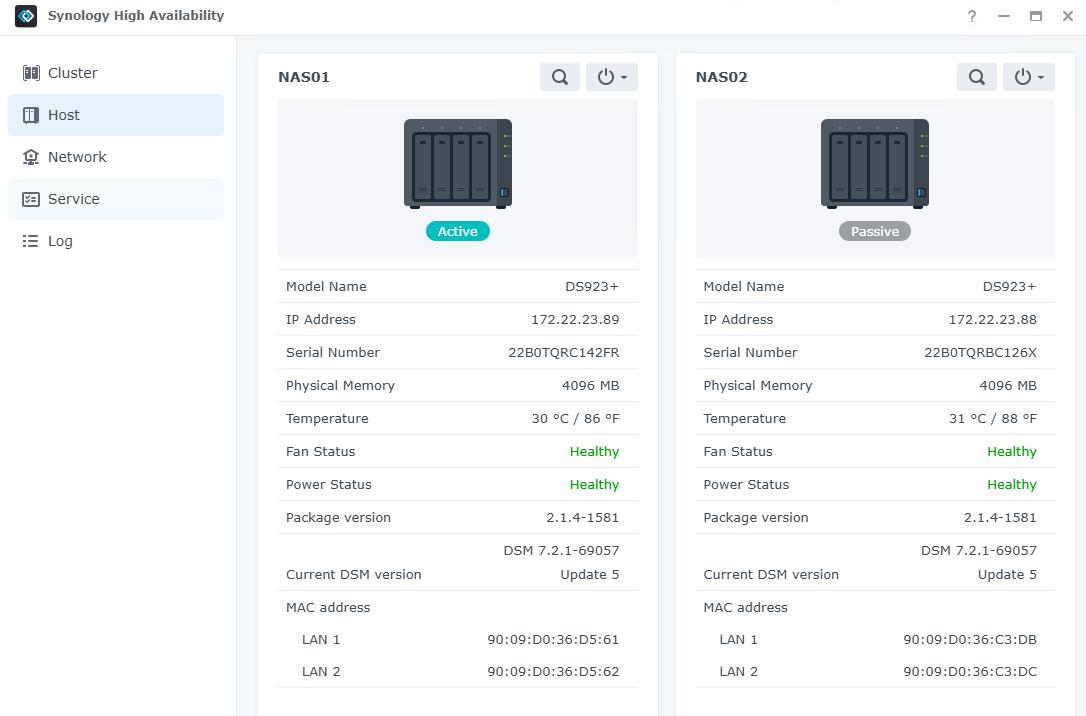 Synology High Availability
Cluster
Host
Network
Service
Log
NAS01
Active
Model Name DS923+
IP Address 172.22.23.89
Serial Number 22B0TQRC142FR
Physical Memory 4096 MB
Temperature 30 °C / 86 °F
Fan Status Healthy
Power Status Healthy
Package version 2.1.4-1581
DSM 7.2.1-69057
Current DSM version Update 5
MAC address
LAN 1 90:09:D0:36:D5:61
LAN 2 90:09:D0:36:D5:62
NAS02
Passive
Model Name DS923+
IP Address 172.22.23.88
Serial Number 22B0TQRBC126X
Physical Memory 4096 MB
Temperature 31 °C / 88 °F
Fan Status Healthy
Power Status Healthy
Package version 2.1.4-1581
DSM 7.2.1-69057
Current DSM version Update 5
MAC address
LAN 1 90:09:D0:36:C3:DB
LAN 2 90:09:D0:36:C3:DC